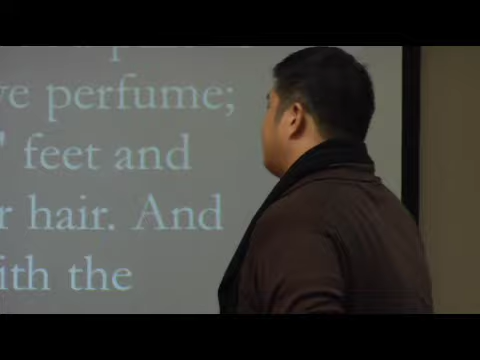 ve perfume;
" feet and
r hair. And
ith the